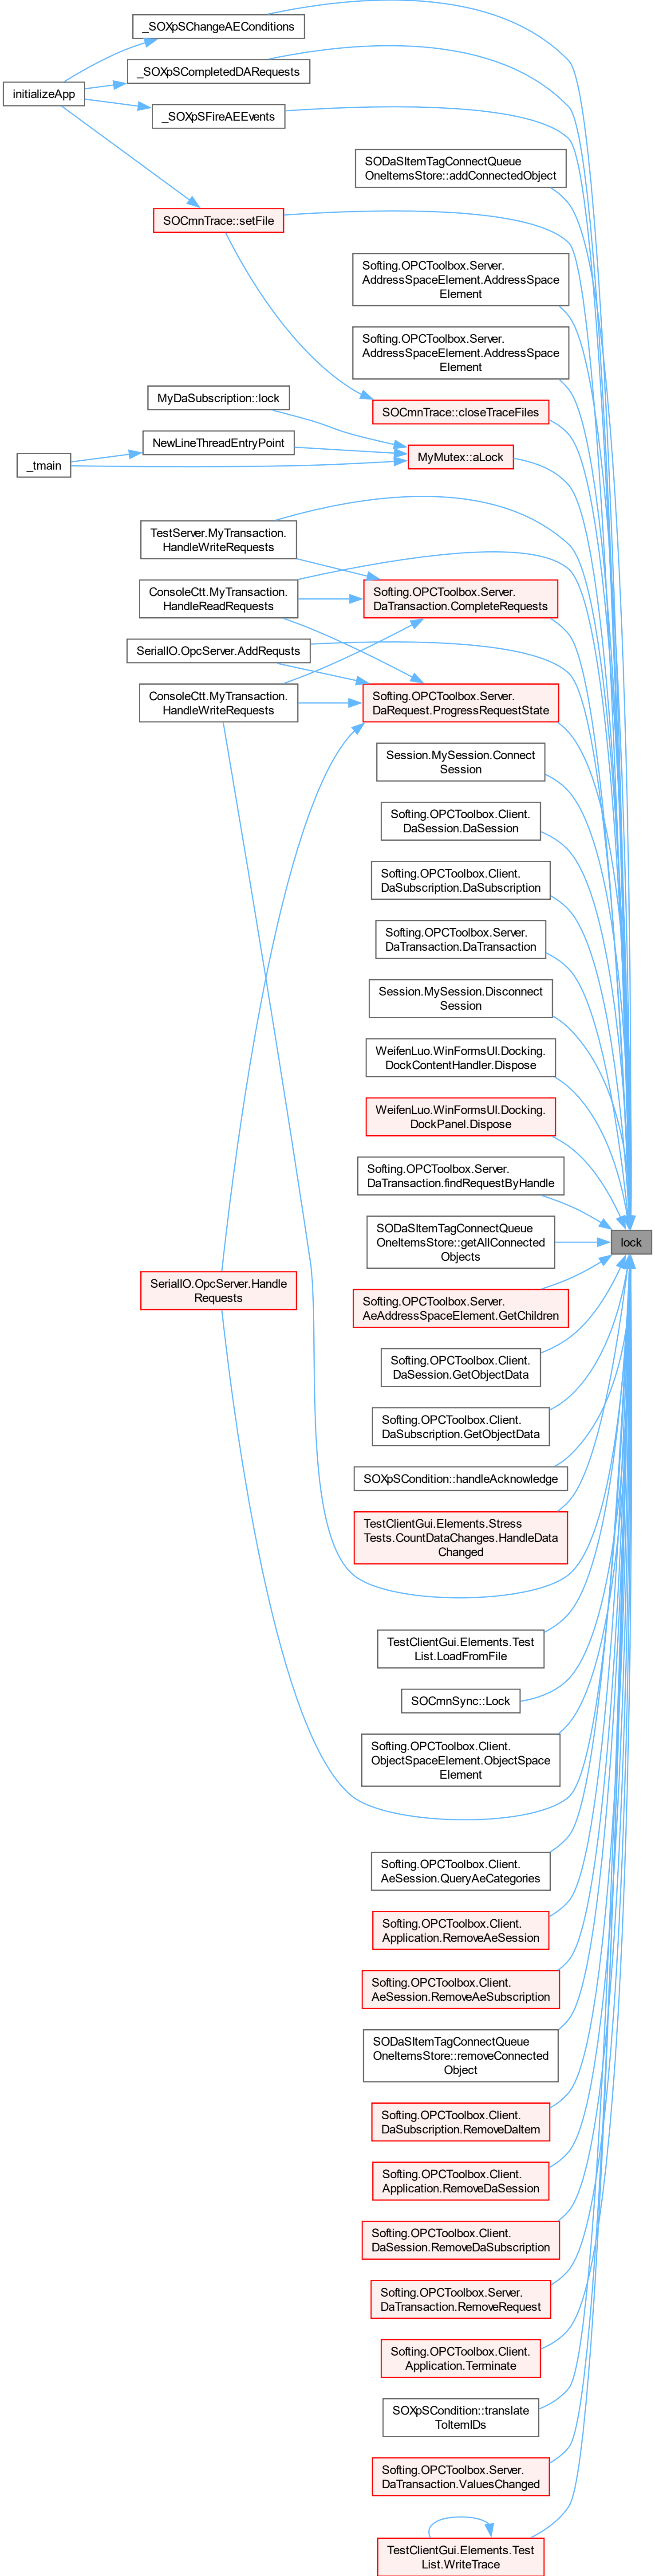 _SOXpSChangeAEConditions
_SOXpSCompletedDARequests
initializeApp
_SOXpSFireAEEvents
SODaSItemTagConnectQueue
OneItemsStore::addConnectedObject
SOCmnTrace::setFile
Softing.OPCToolbox.Server.
AddressSpaceElement.AddressSpace
Element
Softing.OPCToolbox.Server.
AddressSpaceElement.AddressSpace
Element
MyDaSubscription::lock
SOCmnTrace::closeTraceFiles
NewLineThreadEntryPoint
MyMutex::aLock
_tmain
TestServer.MyTransaction.
HandleWriteRequests
ConsoleCtt.MyTransaction.
HandleReadRequests
Softing.OPCToolbox.Server.
DaTransaction.CompleteRequests
SerialIO.OpcServer.AddRequsts
ConsoleCtt.MyTransaction.
HandleWriteRequests
Softing.OPCToolbox.Server.
DaRequest.ProgressRequestState
Session.MySession.Connect
Session
Softing.OPCToolbox.Client.
DaSession.DaSession
Softing.OPCToolbox.Client.
DaSubscription.DaSubscription
Softing.OPCToolbox.Server.
DaTransaction.DaTransaction
Session.MySession.Disconnect
Session
WeifenLuo.WinFormsUI.Docking.
DockContentHandler.Dispose
WeifenLuo.WinFormsUI.Docking.
DockPanel.Dispose
Softing.OPCToolbox.Server.
DaTransaction.findRequestByHandle
SODaSItemTagConnectQueue
OneItemsStore::getAllConnected
Objects
lock
SerialIO.OpcServer.Handle
Requests
Softing.OPCToolbox.Server.
AeAddressSpaceElement.GetChildren
Softing.OPCToolbox.Client.
DaSession.GetObjectData
Softing.OPCToolbox.Client.
DaSubscription.GetObjectData
SOXpSCondition::handleAcknowledge
TestClientGui.Elements.Stress
Tests.CountDataChanges.HandleData
Changed
TestClientGui.Elements.Test
List.LoadFromFile
SOCmnSync::Lock
Softing.OPCToolbox.Client.
ObjectSpaceElement.ObjectSpace
Element
Softing.OPCToolbox.Client.
AeSession.QueryAeCategories
Softing.OPCToolbox.Client.
Application.RemoveAeSession
Softing.OPCToolbox.Client.
AeSession.RemoveAeSubscription
SODaSItemTagConnectQueue
OneItemsStore::removeConnected
Object
Softing.OPCToolbox.Client.
DaSubscription.RemoveDaItem
Softing.OPCToolbox.Client.
Application.RemoveDaSession
Softing.OPCToolbox.Client.
DaSession.RemoveDaSubscription
Softing.OPCToolbox.Server.
DaTransaction.RemoveRequest
Softing.OPCToolbox.Client.
Application.Terminate
SOXpSCondition::translate
ToItemIDs
Softing.OPCToolbox.Server.
DaTransaction.ValuesChanged
TestClientGui.Elements.Test
List.WriteTrace